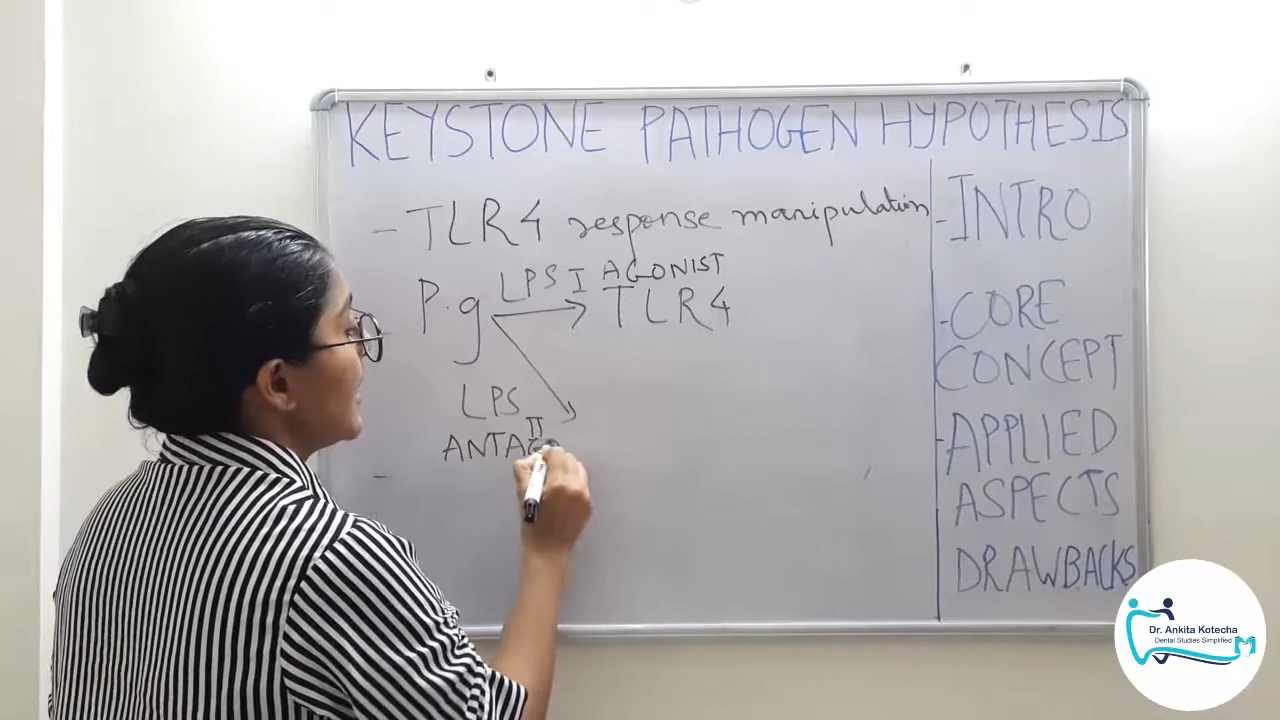 KEYSTONE PATHOGEN HYPOTHESIS
- TLR4 response manipulation
P.g LPS I AGONIST
TLR4
LPS II
ANTAG
-
- INTRO
- CORE
CONCEPT
- APPLIED
ASPECTS
DRAWBACKS
Dr. Ankita Kotecha
Dental Studies Simplified